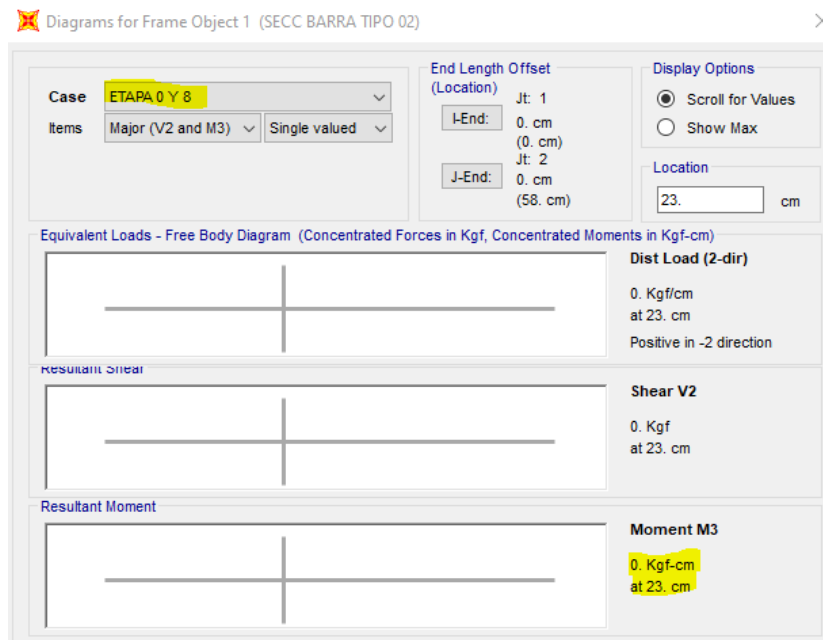 Diagrams for Frame Object 1 (SECC BARRA TIPO 02)
Case ETAPA 0 Y 8
Items Major (V2 and M3) Single valued
End Length Offset
(Location)
Jt: 1
I-End: 0. cm
(0. cm)
Jt: 2
J-End: 0. cm
(58. cm)
Display Options
Scroll for Values
Show Max
Location
23. cm
Equivalent Loads - Free Body Diagram (Concentrated Forces in Kgf, Concentrated Moments in Kgf-cm)
Dist Load (2-dir)
0. Kgf/cm
at 23. cm
Positive in -2 direction
Resultant Shear
Shear V2
0. Kgf
at 23. cm
Resultant Moment
Moment M3
0. Kgf-cm
at 23. cm